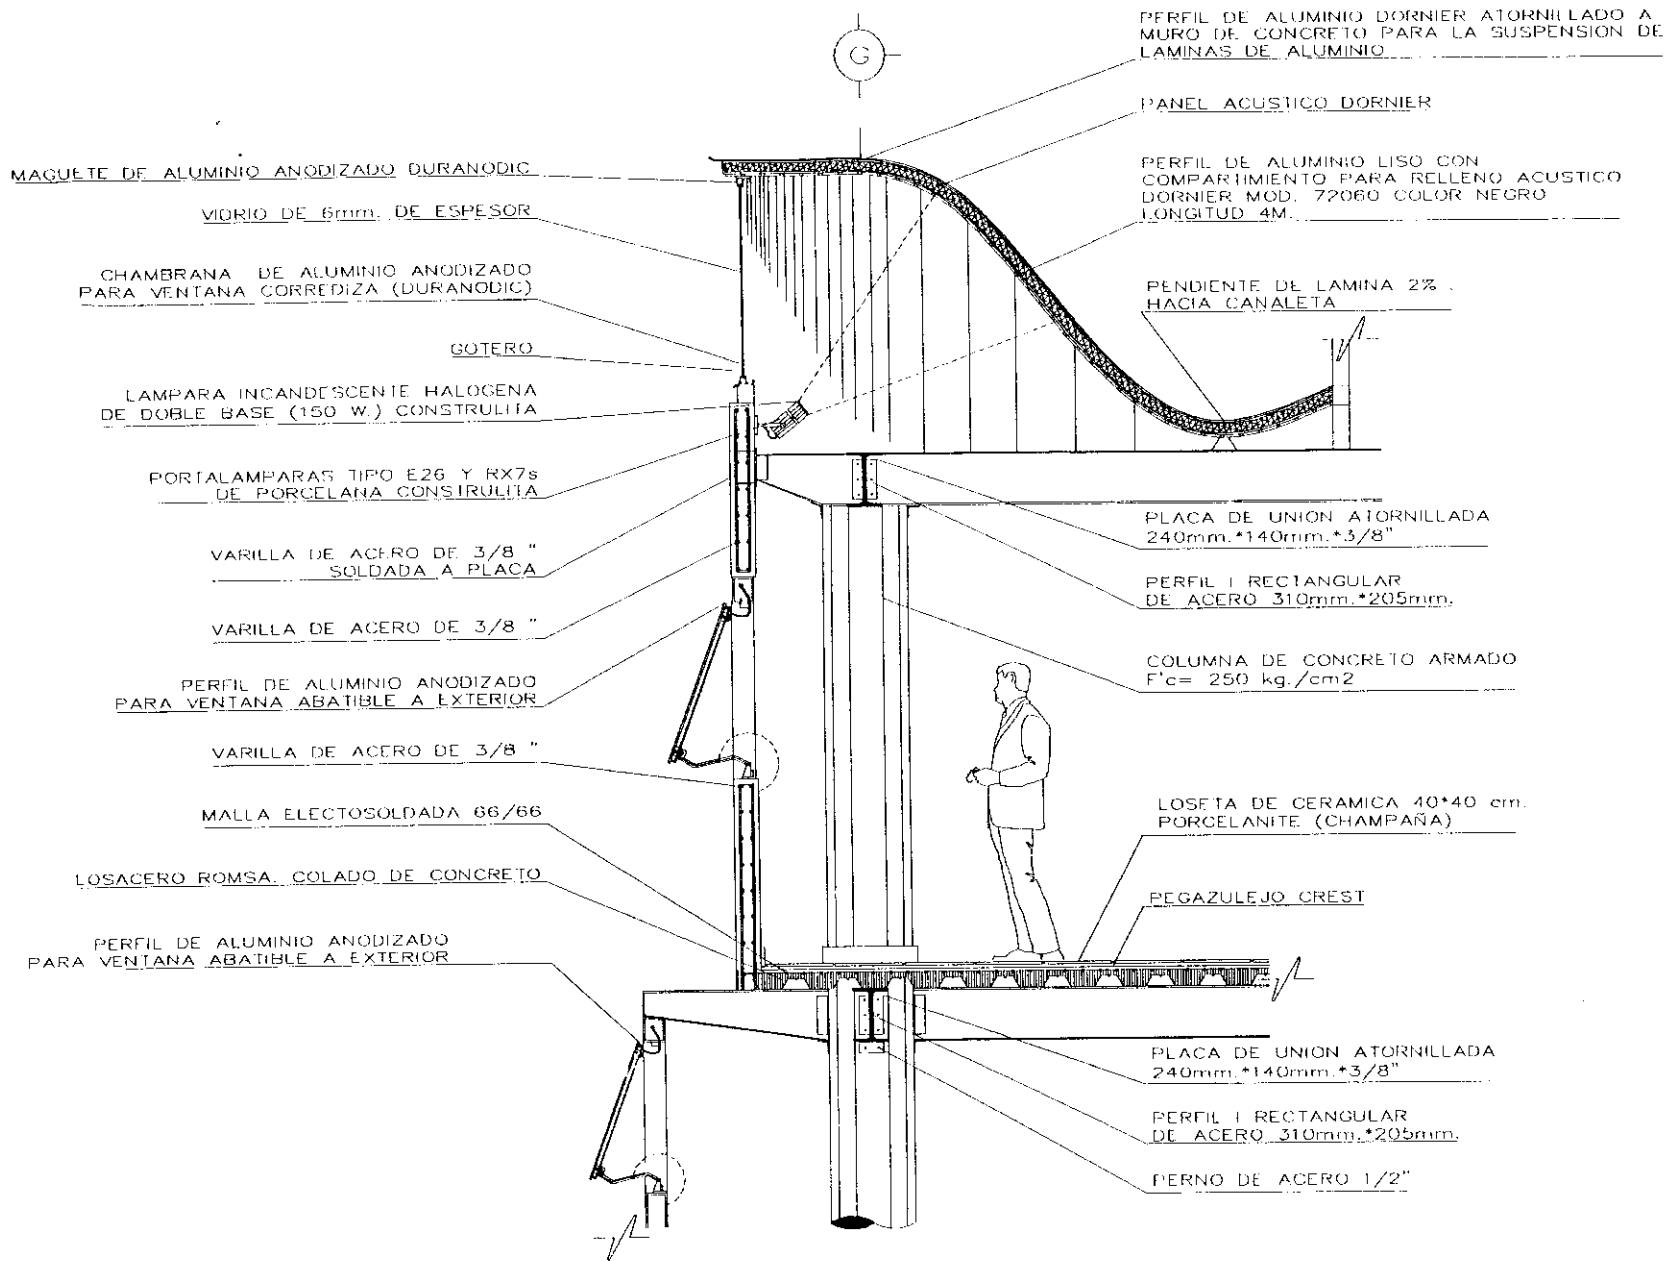 G
MAGUETE DE ALUMINIO ANODIZADO DURANODIC
VIDRIO DE 6mm. DE ESPESOR
CHAMBRANA DE ALUMINIO ANODIZADO
PARA VENTANA CORREDIZA (DURANODIC)
GOTERO
LAMPARA INCANDESCENTE HALOGENA
DE DOBLE BASE (150 W.) CONSTRULITA
PORTALAMPARAS TIPO E26 Y RX7s
DE PORCELANA CONSTRULITA
VARILLA DE ACERO DE 3/8 "
SOLDADA A PLACA
VARILLA DE ACERO DE 3/8 "
PERFIL DE ALUMINIO ANODIZADO
PARA VENTANA ABATIBLE A EXTERIOR
VARILLA DE ACERO DE 3/8 "
MALLA ELECTOSOLDADA 66/66
LOSACERO ROMSA. COLADO DE CONCRETO
PERFIL DE ALUMINIO ANODIZADO
PARA VENTANA ABATIBLE A EXTERIOR
PERFIL DE ALUMINIO DORNIER ATORNILLADO A
MURO DE CONCRETO PARA LA SUSPENSION DE
LAMINAS DE ALUMINIO
PANEL ACUSTICO DORNIER
PERFIL DE ALUMINIO LISO CON
COMPARTIMIENTO PARA RELLENO ACUSTICO
DORNIER MOD. 72060 COLOR NEGRO
LONGITUD 4M.
PENDIENTE DE LAMINA 2%
HACIA CANALETA
PLACA DE UNION ATORNILLADA
240mm.*140mm.*3/8"
PERFIL I RECTANGULAR
DE ACERO 310mm.*205mm.
COLUMNA DE CONCRETO ARMADO
F'c= 250 kg./cm2
LOSETA DE CERAMICA 40*40 cm.
PORCELANITE (CHAMPAÑA)
PEGAZULEJO CREST
PLACA DE UNION ATORNILLADA
240mm.*140mm.*3/8"
PERFIL I RECTANGULAR
DE ACERO 310mm.*205mm.
PERNO DE ACERO 1/2"